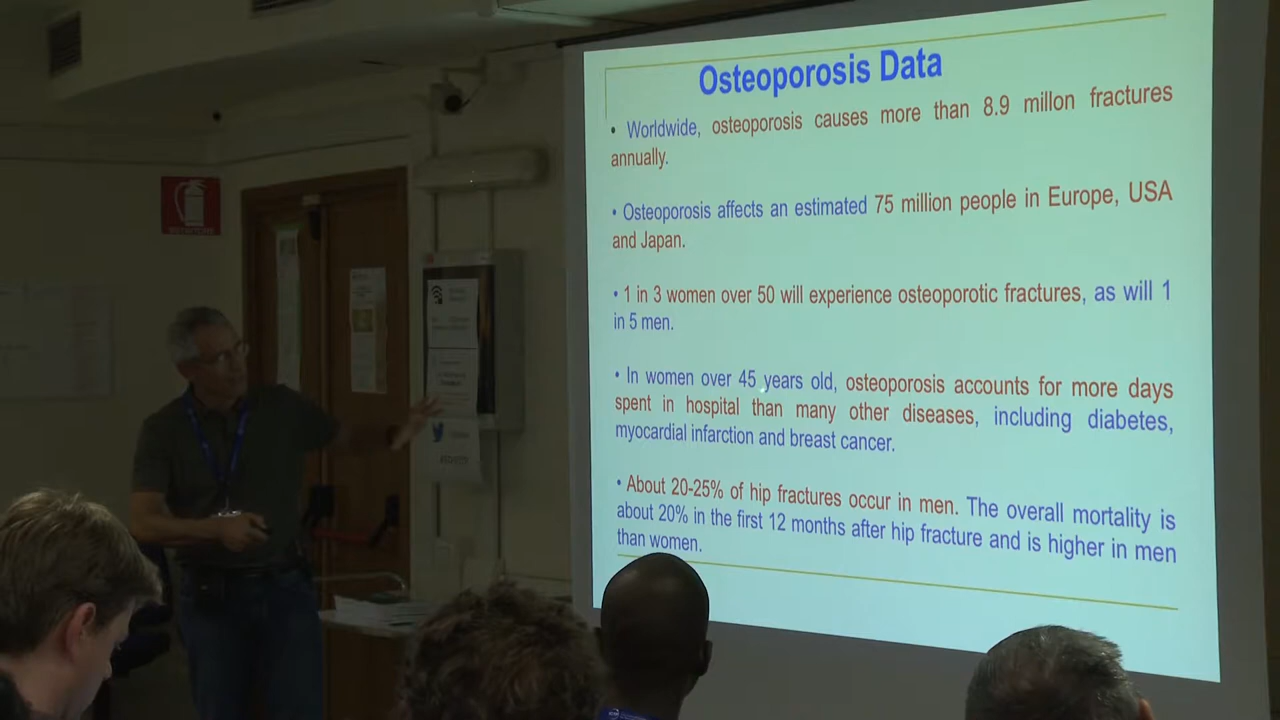 Osteoporosis Data
• Worldwide, osteoporosis causes more than 8.9 millon fractures
annually.
• Osteoporosis affects an estimated 75 million people in Europe, USA
and Japan.
• 1 in 3 women over 50 will experience osteoporotic fractures, as will 1
in 5 men.
• In women over 45 years old, osteoporosis accounts for more days
spent in hospital than many other diseases, including diabetes,
myocardial infarction and breast cancer.
• About 20-25% of hip fractures occur in men. The overall mortality is
about 20% in the first 12 months after hip fracture and is higher in men
than women.